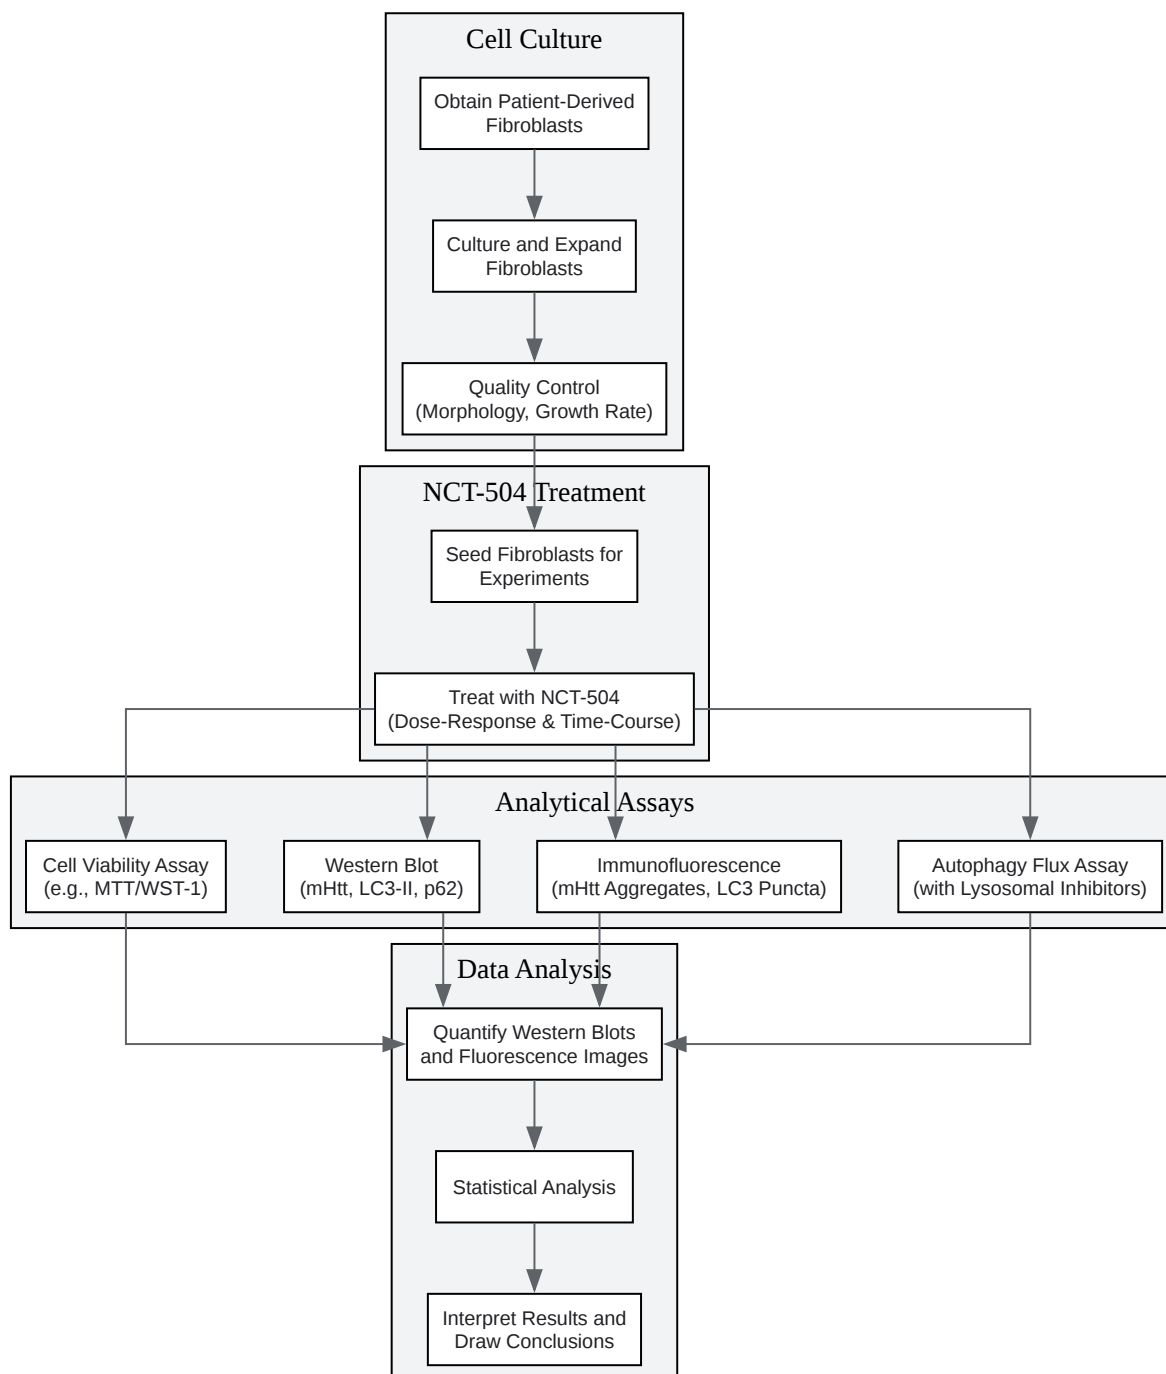 Cell Culture
Obtain Patient-Derived
Fibroblasts
Culture and Expand
Fibroblasts
Quality Control
(Morphology, Growth Rate)
NCT-504 Treatment
Seed Fibroblasts for
Experiments
Treat with NCT-504
(Dose-Response & Time-Course)
Analytical Assays
Cell Viability Assay
(e.g., MTT/WST-1)
Western Blot
(mHtt, LC3-II, p62)
Immunofluorescence
(mHtt Aggregates, LC3 Puncta)
Autophagy Flux Assay
(with Lysosomal Inhibitors)
Data Analysis
Quantify Western Blots
and Fluorescence Images
Statistical Analysis
Interpret Results and
Draw Conclusions